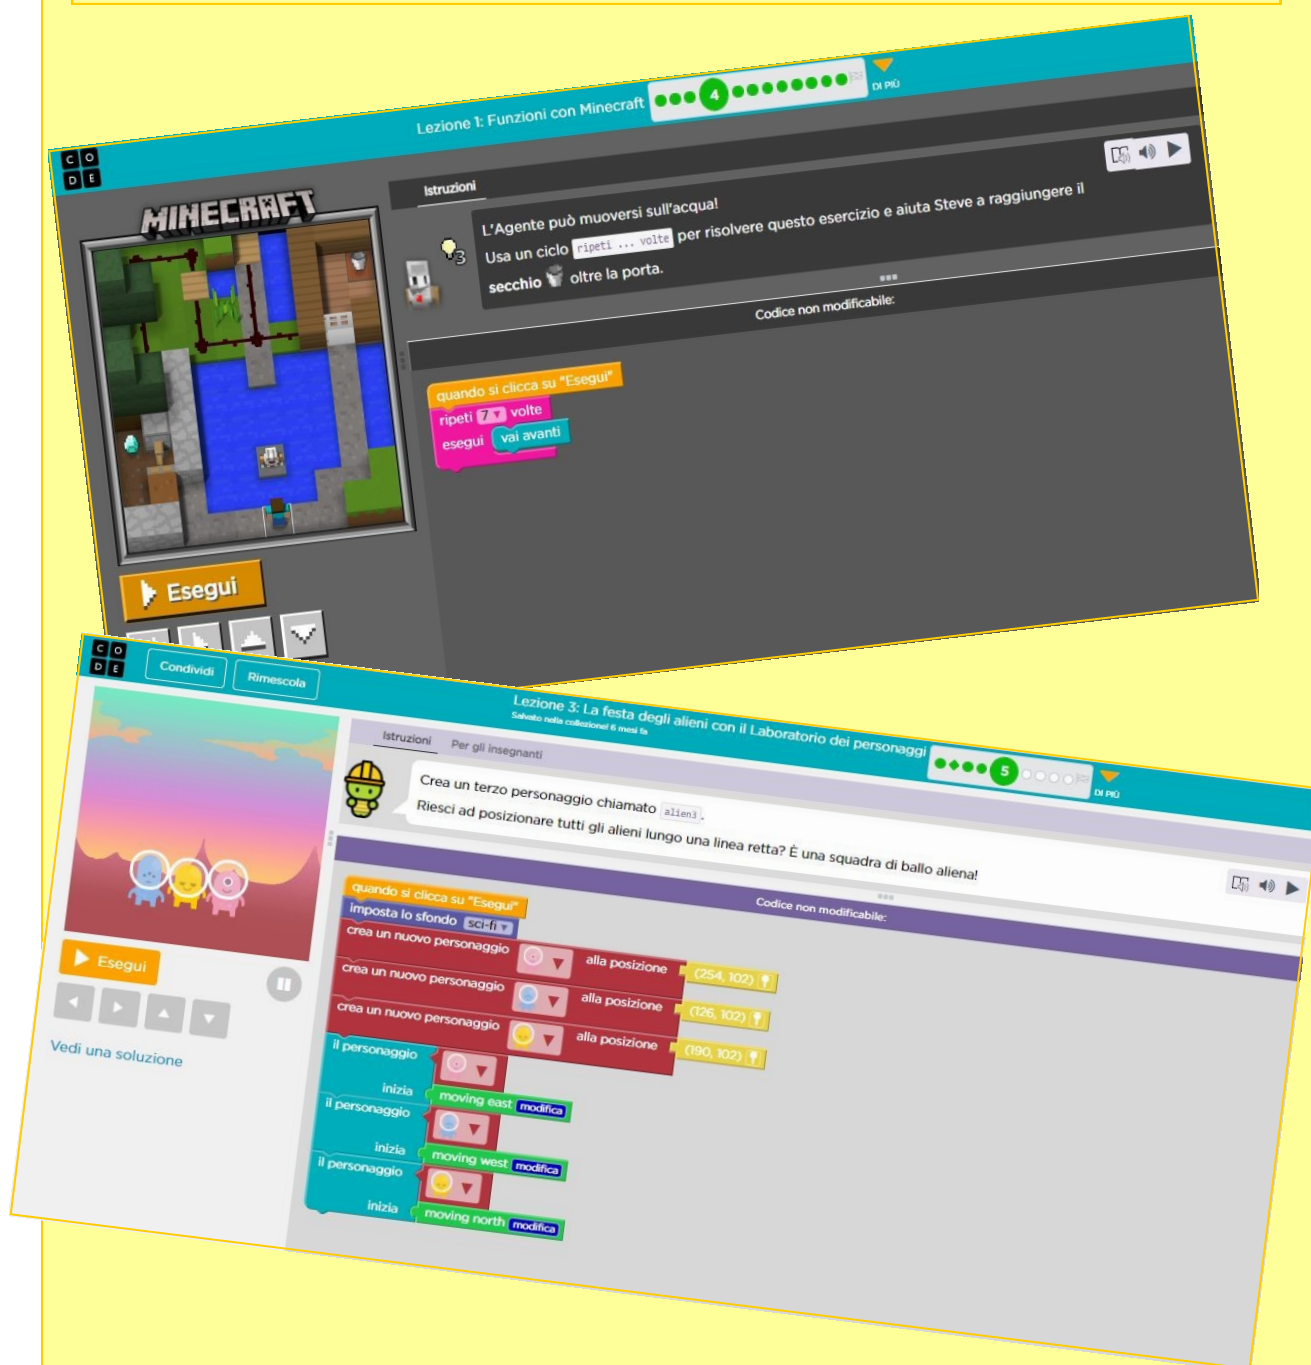 CODE
Lezione 1: Funzioni con Minecraft
4
DI PIÙ
MINECRAFT
Istruzioni
3
L'Agente può muoversi sull'acqua!
Usa un ciclo ripeti ... volte per risolvere questo esercizio e aiuta Steve a raggiungere il
secchio oltre la porta.
Codice non modificabile:
quando si clicca su "Esegui"
ripeti 7 volte
esegui vai avanti
Esegui
CODE
Condividi
Rimescola
Lezione 3: La festa degli alieni con il Laboratorio dei personaggi
Salvato nella collezione! 6 mesi fa
5
DI PIÙ
Istruzioni
Per gli insegnanti
Crea un terzo personaggio chiamato alien3.
Riesci ad posizionare tutti gli alieni lungo una linea retta? È una squadra di ballo aliena!
Codice non modificabile:
quando si clicca su "Esegui"
imposta lo sfondo sci-fi
crea un nuovo personaggio alla posizione (254, 102)
crea un nuovo personaggio alla posizione (126, 102)
crea un nuovo personaggio alla posizione (190, 102)
il personaggio
inizia moving east modifica
il personaggio
inizia moving west modifica
il personaggio
inizia moving north modifica
Esegui
Vedi una soluzione